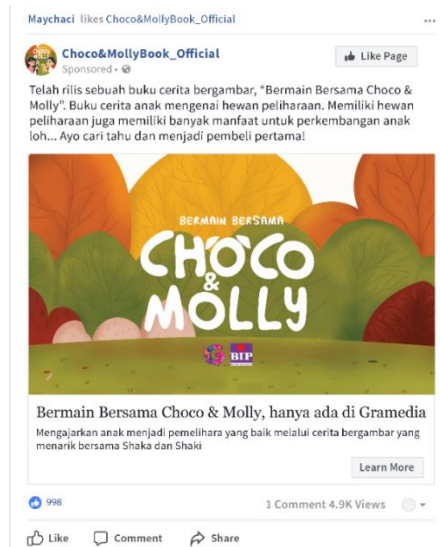 Maychaci likes Choco&MollyBook_Official
Choco&MollyBook_Official
Like Page
Sponsored
Telah rilis sebuah buku cerita bergambar, “Bermain Bersama Choco &
Molly”. Buku cerita anak mengenai hewan peliharaan. Memiliki hewan
peliharaan juga memiliki banyak manfaat untuk perkembangan anak
loh... Ayo cari tahu dan menjadi pembeli pertama!
BERMAIN BERSAMA
CHOCO
&
MOLLY
BIP
Bermain Bersama Choco & Molly, hanya ada di Gramedia
Mengajarkan anak menjadi pemelihara yang baik melalui cerita bergambar yang
menarik bersama Shaka dan Shaki
Learn More
998
1 Comment 4.9K Views
Like Comment Share